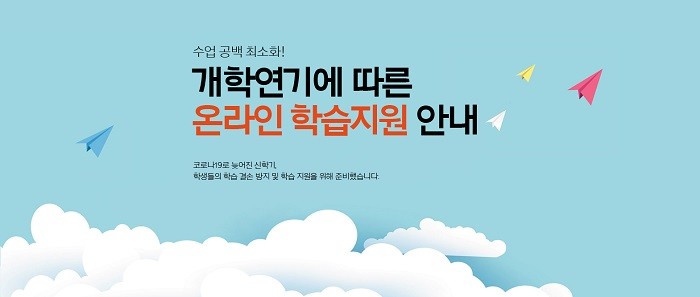 수업 공백 최소화!
개학연기에 따른
온라인 학습지원 안내
코로나19로 늦어진 신학기,
학생들의 학습 결손 방지 및 학습 지원을 위해 준비했습니다.